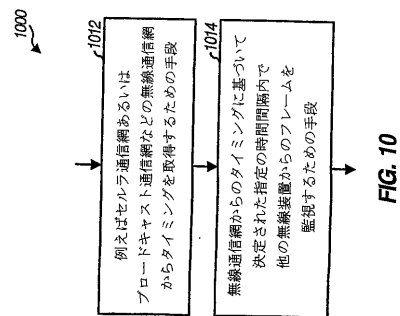 1000
1012
例えばセルラ通信網あるいは
ブロードキャスト通信網などの無線通信網
からタイミングを取得するための手段
1014
無線通信網からのタイミングに基づいて
決定された指定の時間間隔内で
他の無線装置からのフレームを
監視するための手段
FIG. 10